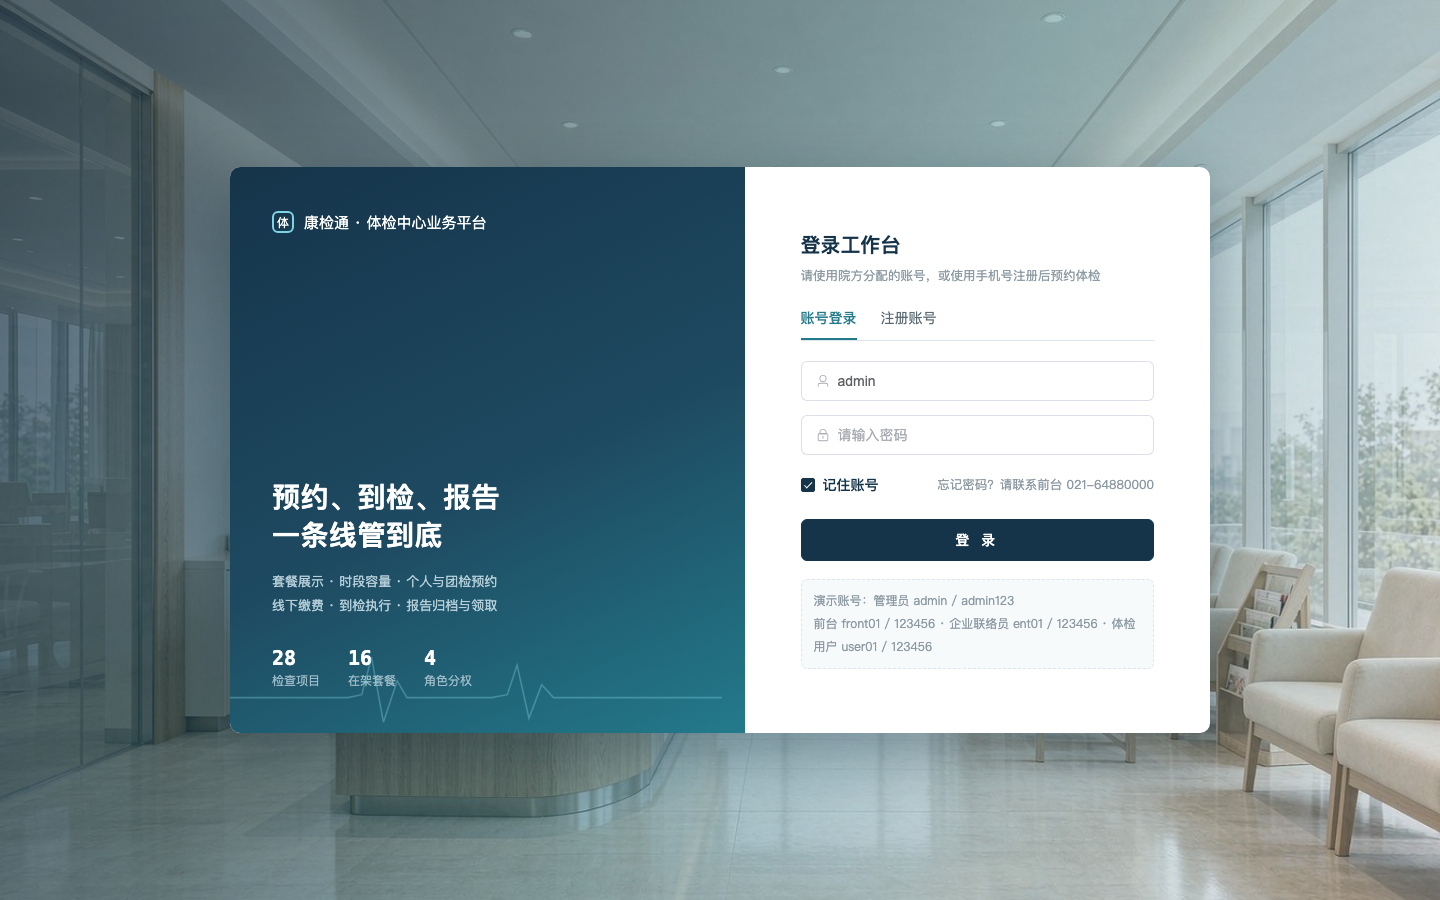 体 康检通 · 体检中心业务平台
预约、到检、报告
一条线管到底
套餐展示 · 时段容量 · 个人与团检预约
线下缴费 · 到检执行 · 报告归档与领取
28 16 4
检查项目 在架套餐 角色分权
登录工作台
请使用院方分配的账号，或使用手机号注册后预约体检
账号登录 注册账号
admin
请输入密码
记住账号 忘记密码？请联系前台 021-64880000
登 录
演示账号：管理员 admin / admin123
前台 front01 / 123456 · 企业联络员 ent01 / 123456 · 体检
用户 user01 / 123456